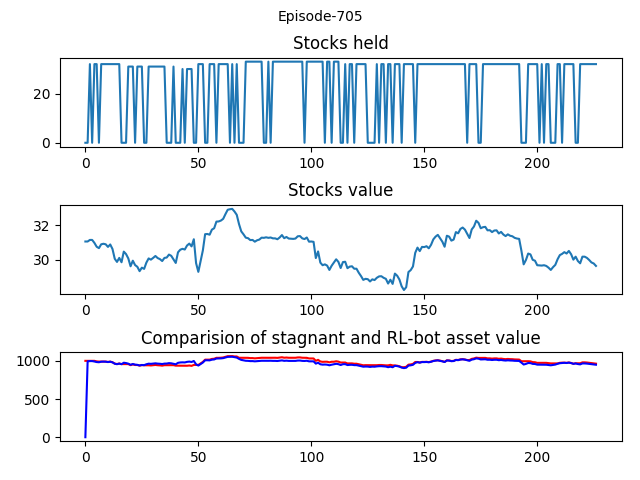 Episode-705
Stocks held
20
0
0 50 100 150 200
Stocks value
32
30
0 50 100 150 200
Comparision of stagnant and RL-bot asset value
1000
500
0
0 50 100 150 200